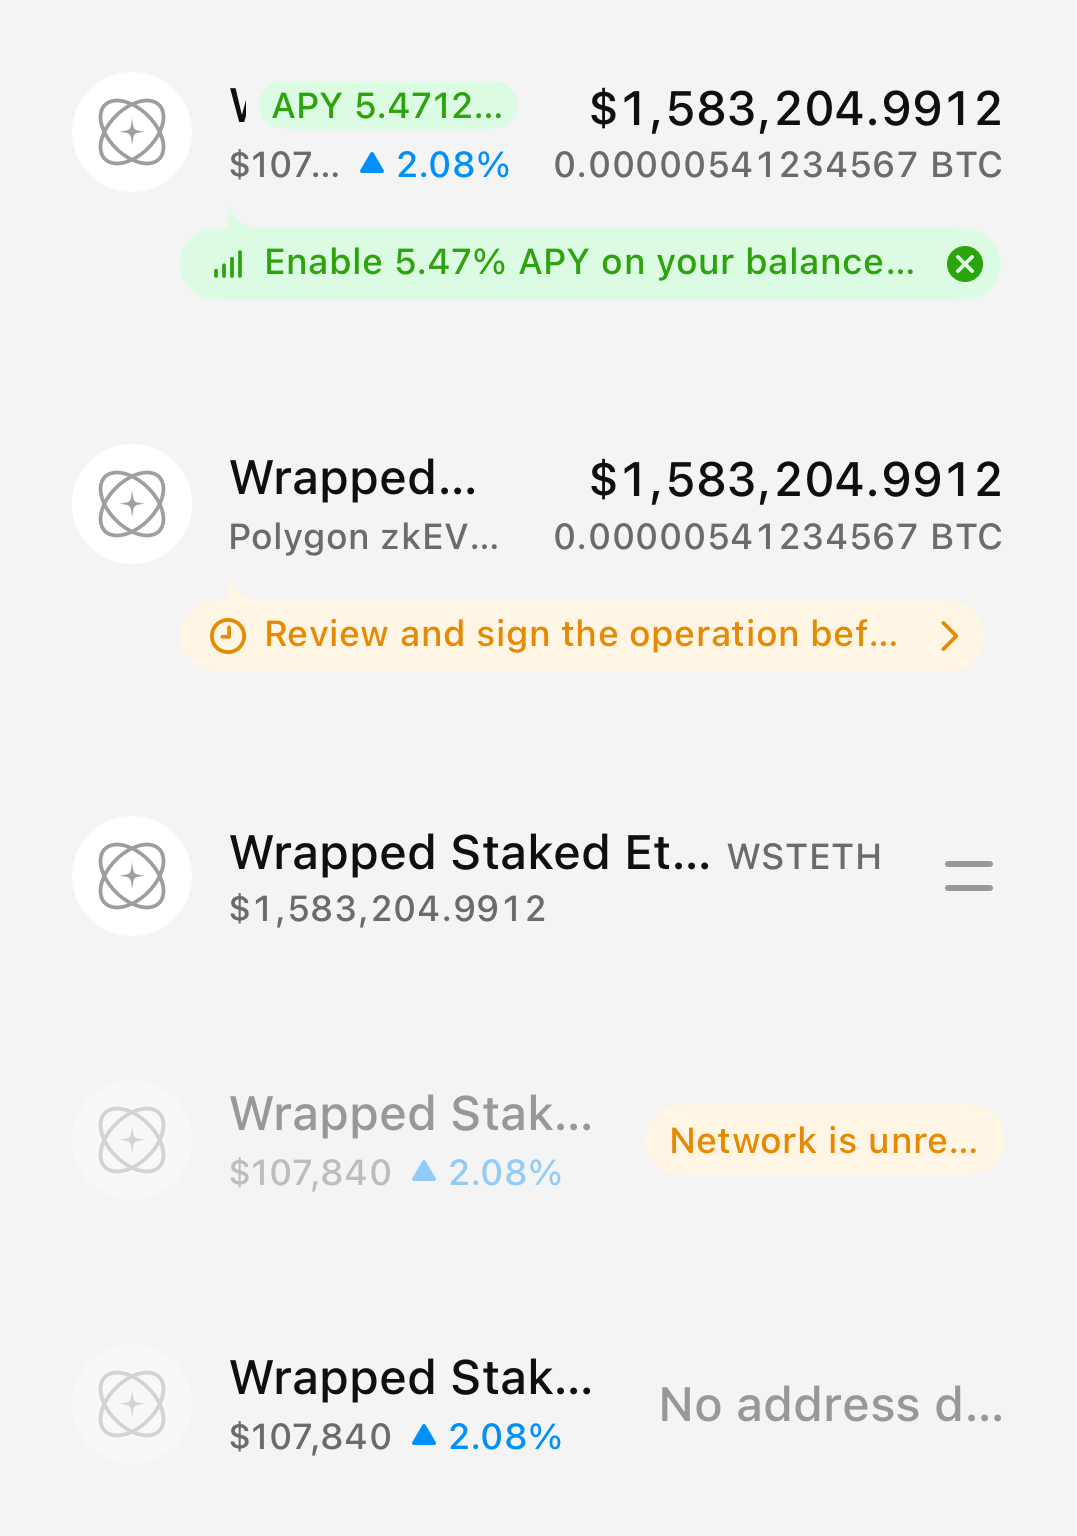 APY 5.4712... $1,583,204.9912
$107... ▲ 2.08% 0.00000541234567 BTC
Enable 5.47% APY on your balance...
Wrapped... $1,583,204.9912
Polygon zkEV... 0.00000541234567 BTC
Review and sign the operation bef...
Wrapped Staked Et... WSTETH
$1,583,204.9912
Wrapped Stak... Network is unre...
$107,840 ▲ 2.08%
Wrapped Stak... No address d...
$107,840 ▲ 2.08%